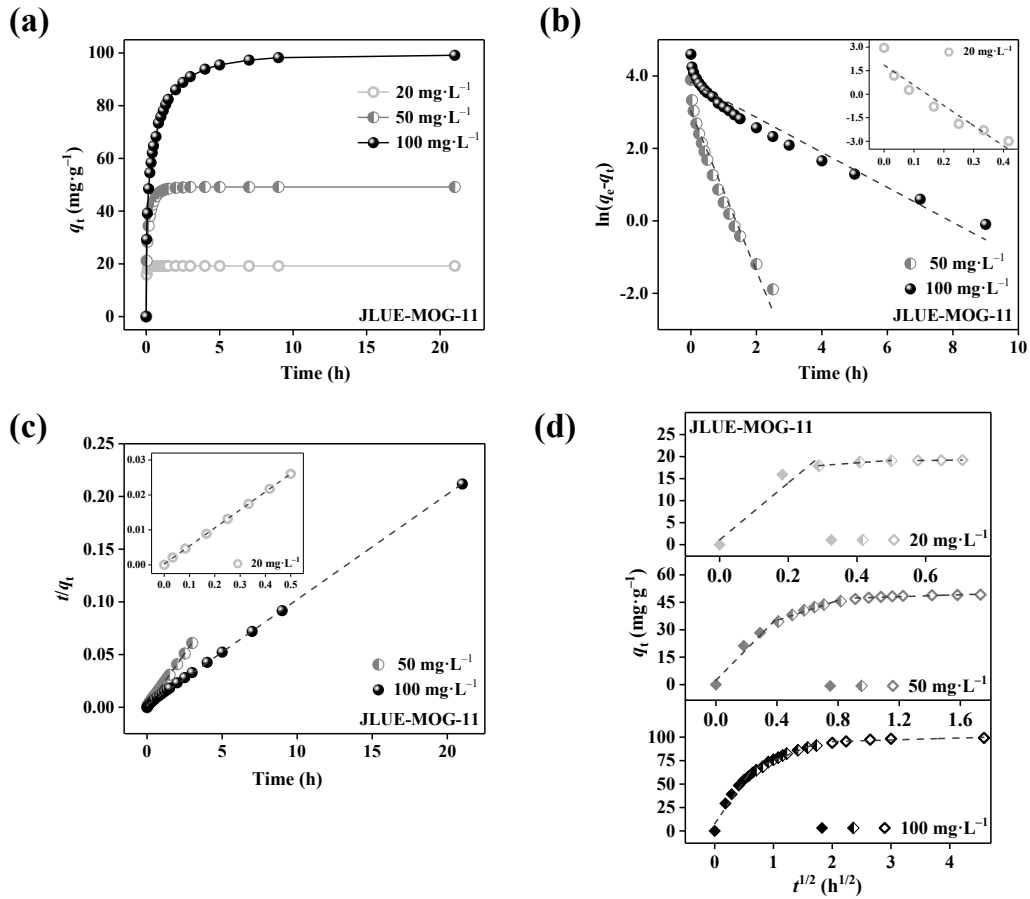 (a)
100
80
60
40
20
0
0 5 10 15 20
qt (mg·g⁻¹)
Time (h)
20 mg·L⁻¹
50 mg·L⁻¹
100 mg·L⁻¹
JLUE-MOG-11
(b)
4.0
2.0
0.0
-2.0
0 2 4 6 8 10
ln(qe-qt)
Time (h)
3.0
1.5
0.0
-1.5
-3.0
0.0 0.1 0.2 0.3 0.4
20 mg·L⁻¹
50 mg·L⁻¹
100 mg·L⁻¹
JLUE-MOG-11
(c)
0.25
0.20
0.15
0.10
0.05
0.00
0 5 10 15 20
t/qt
Time (h)
0.03
0.02
0.01
0.00
0.0 0.1 0.2 0.3 0.4 0.5
20 mg·L⁻¹
50 mg·L⁻¹
100 mg·L⁻¹
JLUE-MOG-11
(d)
JLUE-MOG-11
30
25
20
15
10
5
0
20 mg·L⁻¹
0.0 0.2 0.4 0.6
60
45
30
15
0
50 mg·L⁻¹
0.0 0.4 0.8 1.2 1.6
100
75
50
25
0
100 mg·L⁻¹
0 1 2 3 4
qt (mg·g⁻¹)
t¹/² (h¹/²)